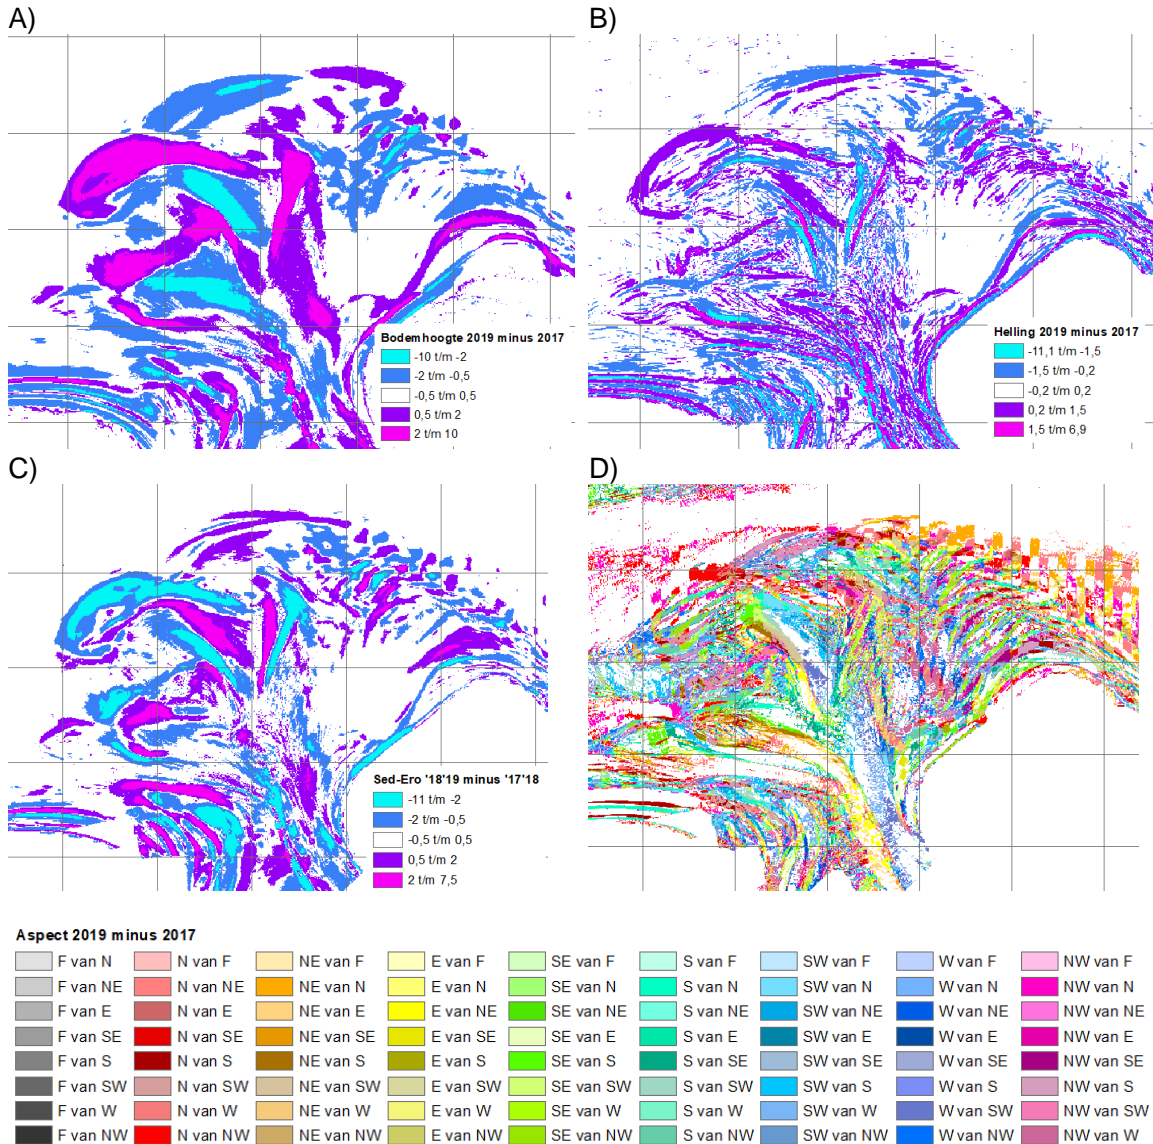 A)
B)
Bodemhoogte 2019 minus 2017
-10 t/m -2
-2 t/m -0,5
-0,5 t/m 0,5
0,5 t/m 2
2 t/m 10
Helling 2019 minus 2017
-11,1 t/m -1,5
-1,5 t/m -0,2
-0,2 t/m 0,2
0,2 t/m 1,5
1,5 t/m 6,9
C)
D)
Sed-Ero '18'19 minus '17'18
-11 t/m -2
-2 t/m -0,5
-0,5 t/m 0,5
0,5 t/m 2
2 t/m 7,5
Aspect 2019 minus 2017
F van N N van F NE van F E van F SE van F S van F SW van F W van F NW van F
F van NE N van NE NE van N E van N SE van N S van N SW van N W van N NW van N
F van E N van E NE van E E van NE SE van NE S van NE SW van NE W van NE NW van NE
F van SE N van SE NE van SE E van SE SE van E S van E SW van E W van E NW van E
F van S N van S NE van S E van S SE van S S van SE SW van SE W van SE NW van SE
F van SW N van SW NE van SW E van SW SE van SW S van SW SW van S W van S NW van S
F van W N van W NE van W E van W SE van W S van W SW van W W van SW NW van SW
F van NW N van NW NE van NW E van NW SE van NW S van NW SW van NW W van NW NW van W